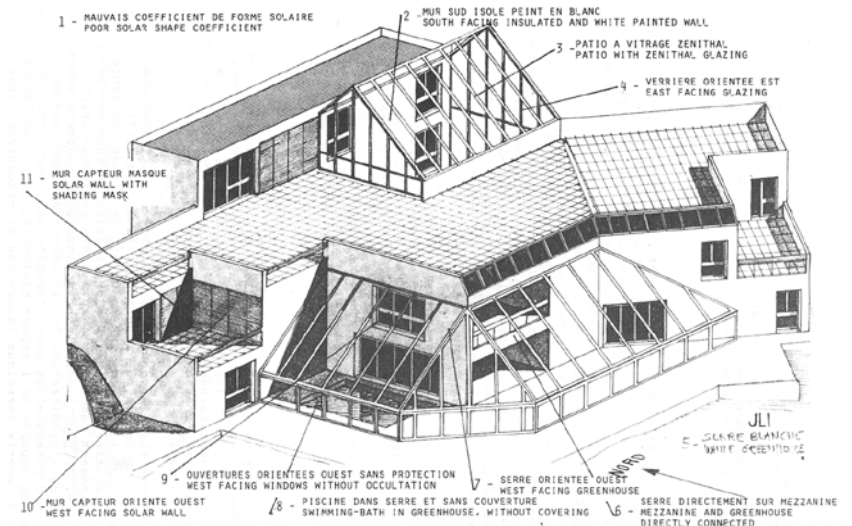 1 - MAUVAIS COEFFICIENT DE FORME SOLAIRE
POOR SOLAR SHAPE COEFFICIENT
2 - MUR SUD ISOLE PEINT EN BLANC
SOUTH FACING INSULATED AND WHITE PAINTED WALL
3 - PATIO A VITRAGE ZENITHAL
PATIO WITH ZENITHAL GLAZING
4 - VERRIERE ORIENTEE EST
EAST FACING GLAZING
11 - MUR CAPTEUR MASQUE
SOLAR WALL WITH
SHADING MASK
JLI
5 - SERRE BLANCHE
WHITE GREENHOUSE
NORD
9 - OUVERTURES ORIENTEES OUEST SANS PROTECTION
WEST FACING WINDOWS WITHOUT OCCULTATION
7 - SERRE ORIENTEE OUEST
WEST FACING GREENHOUSE
10 - MUR CAPTEUR ORIENTE OUEST
WEST FACING SOLAR WALL
8 - PISCINE DANS SERRE ET SANS COUVERTURE
SWIMMING-BATH IN GREENHOUSE, WITHOUT COVERING
6 - SERRE DIRECTEMENT SUR MEZZANINE
MEZZANINE AND GREENHOUSE
DIRECTLY CONNECTED